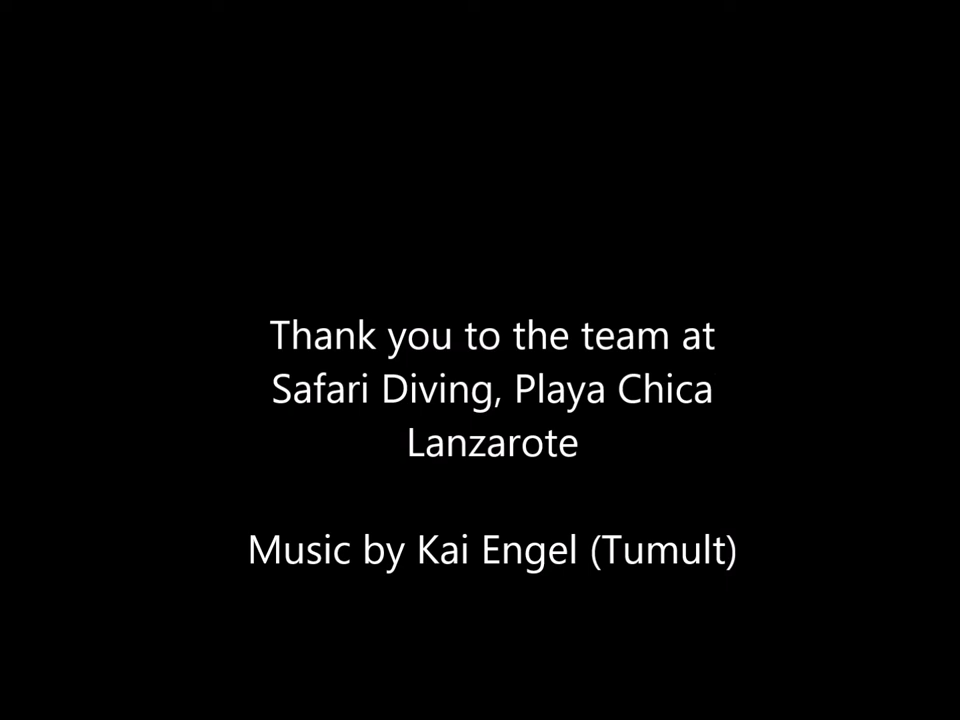 Thank you to the team at
Safari Diving, Playa Chica
Lanzarote
Music by Kai Engel (Tumult)